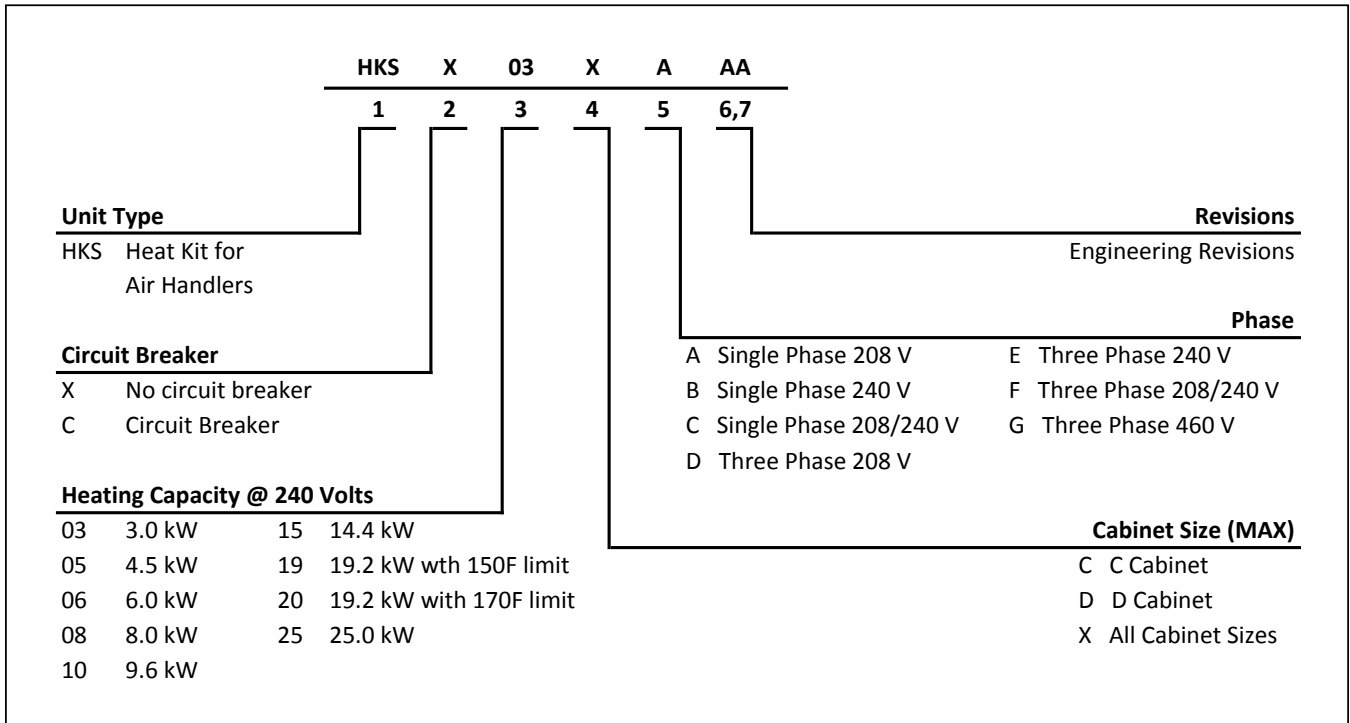 HKS X 03 X A AA
1 2 3 4 5 6,7
Unit Type
HKS Heat Kit for
Air Handlers
Circuit Breaker
X No circuit breaker
C Circuit Breaker
Heating Capacity @ 240 Volts
03 3.0 kW 15 14.4 kW
05 4.5 kW 19 19.2 kW wth 150F limit
06 6.0 kW 20 19.2 kW with 170F limit
08 8.0 kW 25 25.0 kW
10 9.6 kW
Revisions
Engineering Revisions
Phase
A Single Phase 208 V E Three Phase 240 V
B Single Phase 240 V F Three Phase 208/240 V
C Single Phase 208/240 V G Three Phase 460 V
D Three Phase 208 V
Cabinet Size (MAX)
C C Cabinet
D D Cabinet
X All Cabinet Sizes